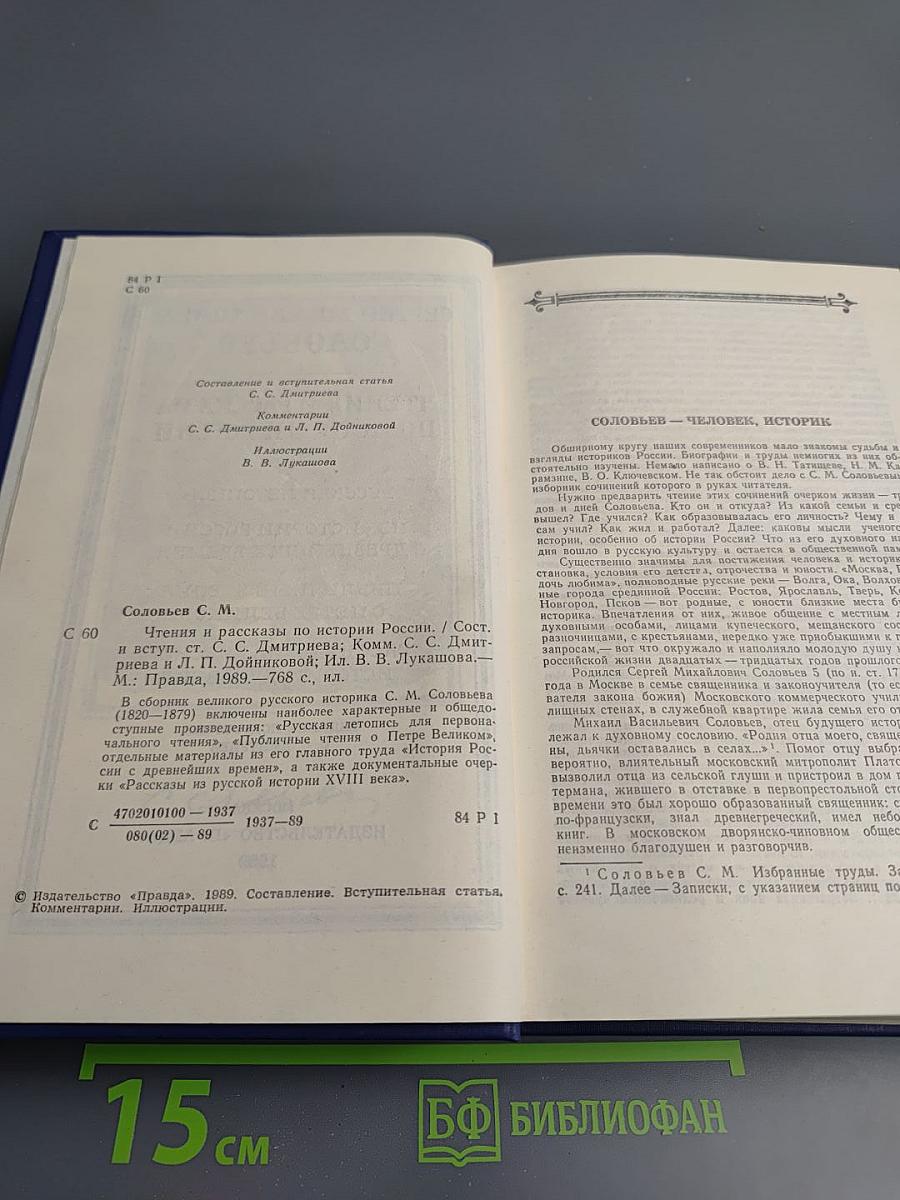 84 Р 1
С 60
Составление и вступительная статья
С. С. Дмитриева
Комментарии
С. С. Дмитриева и Л. П. Дойниковой
Иллюстрации
В. В. Лукашова
Соловьев С. М.
С 60 Чтения и рассказы по истории России. / Сост.
и вступ. ст. С. С. Дмитриева; Комм. С. С. Дмит-
риева и Л. П. Дойниковой; Ил. В. В. Лукашова.—
М.: Правда, 1989.—768 с., ил.
В сборник великого русского историка С. М. Соловьева
(1820—1879) включены наиболее характерные и общедо-
ступные произведения: «Русская летопись для первона-
чального чтения», «Публичные чтения о Петре Великом»,
отдельные материалы из его главного труда «История Рос-
сии с древнейших времен», а также документальные очер-
ки «Рассказы из русской истории XVIII века».
4702010100 — 1937
С 1937—89 84 Р 1
080(02) — 89
© Издательство «Правда». 1989. Составление. Вступительная статья.
Комментарии. Иллюстрации.
СОЛОВЬЕВ — ЧЕЛОВЕК, ИСТОРИК
Обширному кругу наших современников мало знакомы судьбы и
взгляды историков России. Биографии и труды немногих из них об-
стоятельно изучены. Немало написано о В. Н. Татищеве, Н. М. Ка-
рамзине, В. О. Ключевском. Не так обстоит дело с С. М. Соловьевым
изборник сочинений которого в руках читателя.
Нужно предварить чтение этих сочинений очерком жизни — тр
дов и дней Соловьева. Кто он и откуда? Из какой семьи и сре
вышел? Где учился? Как образовывалась его личность? Чему и
сам учил? Как жил и работал? Далее: каковы мысли ученого
истории, особенно об истории России? Что из его духовного на
дия вошло в русскую культуру и остается в общественной пам
Существенно значимы для постижения человека и историк
становка, условия его детства, отрочества и юности. «Москва,
дочь любима», полноводные русские реки — Волга, Ока, Волхов
ные города срединной России: Ростов, Ярославль, Тверь, К
Новгород, Псков — вот родные, с юности близкие места б
историка. Впечатления от них, живое общение с местным л
духовными особами, лицами купеческого, мещанского сос
разночинцами, с крестьянами, нередко уже приобыкшими к г
запросам,— вот что окружало и наполняло молодую душу
российской жизни двадцатых — тридцатых годов прошлого
Родился Сергей Михайлович Соловьев 5 (по н. ст. 17
года в Москве в семье священника и законоучителя (то ес
вателя закона божия) Московского коммерческого учил
лищных стенах, в служебной квартире жила семья его от
Михаил Васильевич Соловьев, отец будущего истор
лежал к духовному сословию. «Родня отца моего, свяще
ны, дьячки оставались в селах...»¹. Помог отцу выбра
вероятно, влиятельный московский митрополит Плато
вызволил отца из сельской глуши и пристроил в дом г
термана, жившего в отставке в первопрестольной сто
времени это был хорошо образованный священник: с
по-французски, знал древнегреческий, имел небо
книг. В московском дворянско-чиновном общес
неизменно благодушен и разговорчив.
¹ Соловьев С. М. Избранные труды. За
с. 241. Далее — Записки, с указанием страниц по
15 см
БФ БИБЛИОФАН